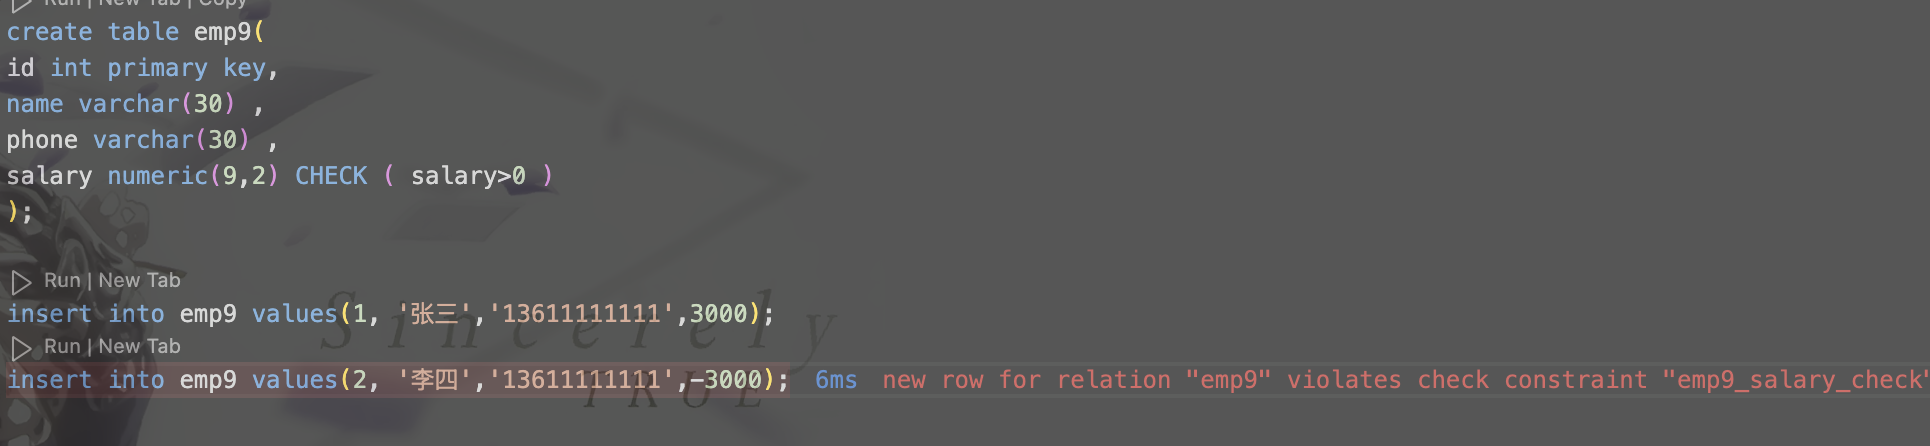 Run | New Tab | Copy
create table emp9(
id int primary key,
name varchar(30) ,
phone varchar(30) ,
salary numeric(9,2) CHECK ( salary>0 )
);
Run | New Tab
insert into emp9 values(1, '张三','13611111111',3000);
Sincerely
Run | New Tab
insert into emp9 values(2, '李四','13611111111',-3000); 6ms new row for relation "emp9" violates check constraint "emp9_salary_check"
TRUE